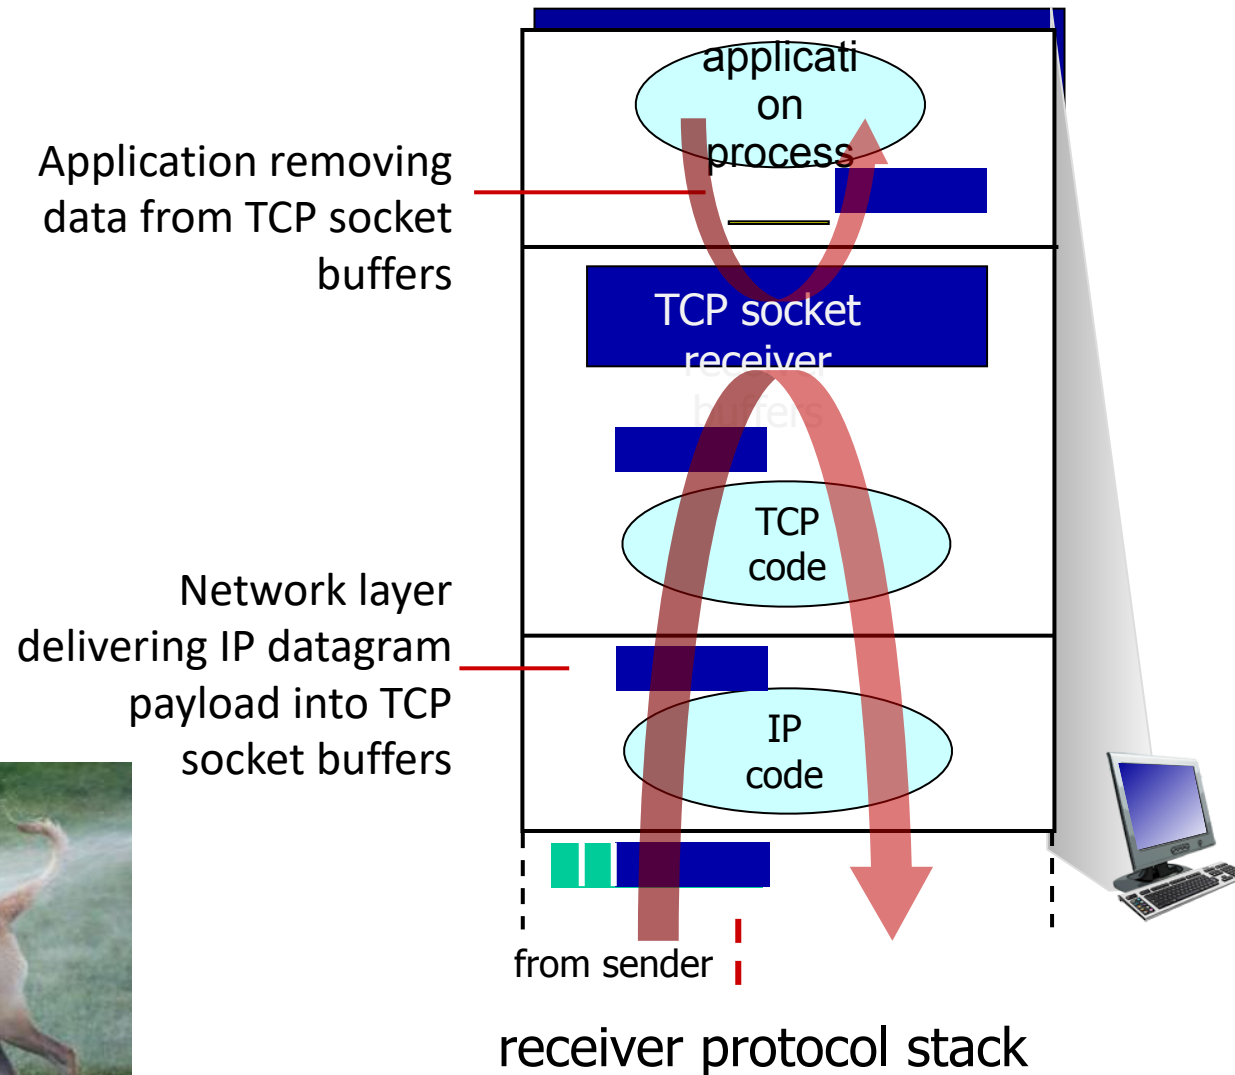 applicati
on
process
Application removing
data from TCP socket
buffers
TCP socket
receiver
buffers
TCP
code
Network layer
delivering IP datagram
payload into TCP
socket buffers
IP
code
from sender
receiver protocol stack